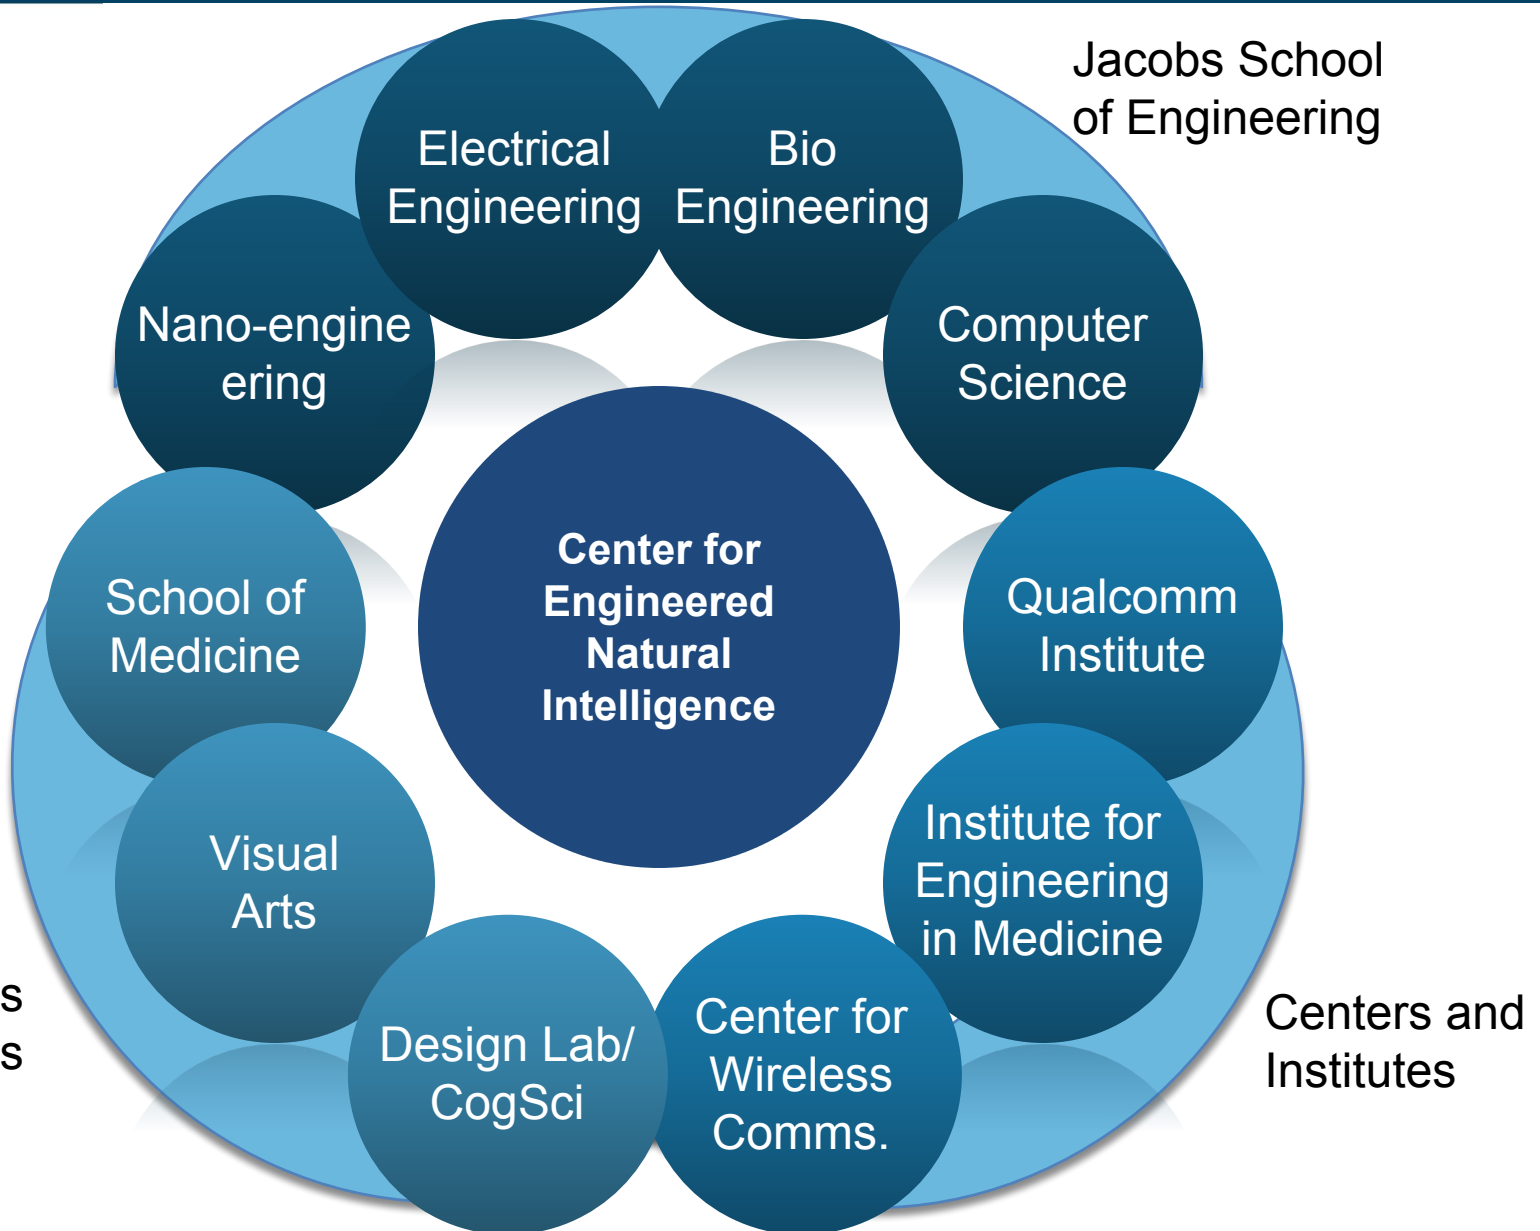 Jacobs School
of Engineering
Electrical
Engineering
Bio
Engineering
Nano-engine
ering
Computer
Science
Center for
Engineered
Natural
Intelligence
School of
Medicine
Qualcomm
Institute
Visual
Arts
Institute for
Engineering
in Medicine
Design Lab/
CogSci
Center for
Wireless
Comms.
Centers and
Institutes